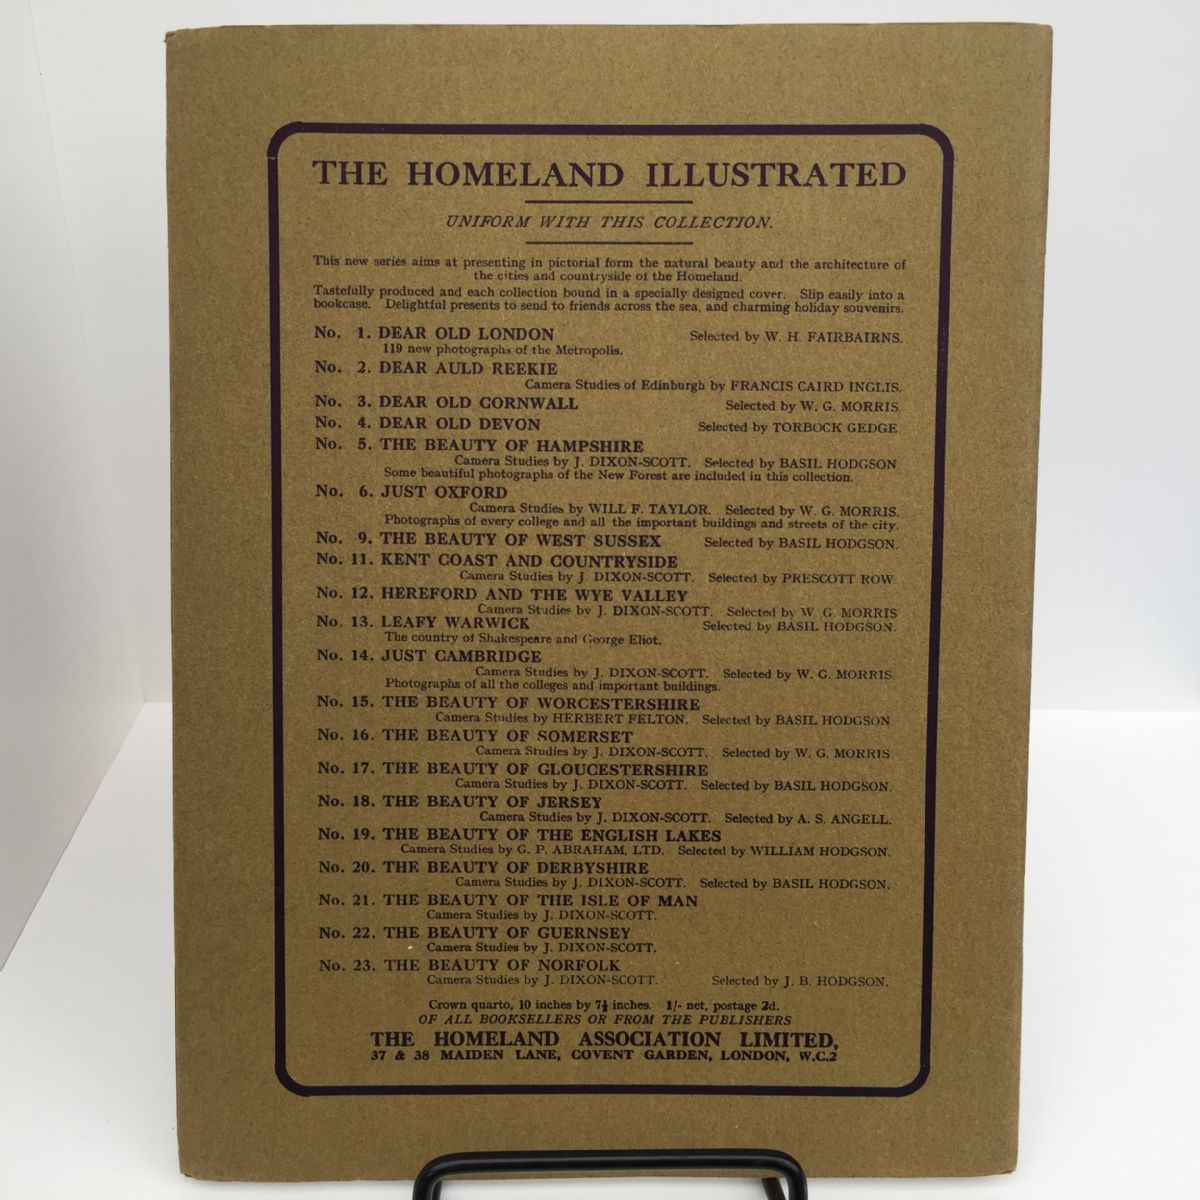 THE HOMELAND ILLUSTRATED
UNIFORM WITH THIS COLLECTION.
This new series aims at presenting in pictorial form the natural beauty and the architecture of
the cities and countryside of the Homeland.
Tastefully produced and each collection bound in a specially designed cover. Slip easily into a
bookcase. Delightful presents to send to friends across the sea, and charming holiday souvenirs.
No. 1. DEAR OLD LONDON Selected by W. H. FAIRBAIRNS.
119 new photographs of the Metropolis.
No. 2. DEAR AULD REEKIE
Camera Studies of Edinburgh by FRANCIS CAIRD INGLIS.
No. 3. DEAR OLD CORNWALL Selected by W. G. MORRIS
No. 4. DEAR OLD DEVON Selected by TORBOCK GEDGE
No. 5. THE BEAUTY OF HAMPSHIRE
Camera Studies by J. DIXON-SCOTT. Selected by BASIL HODGSON
Some beautiful photographs of the New Forest are included in this collection.
No. 6. JUST OXFORD
Camera Studies by WILL F. TAYLOR. Selected by W. G. MORRIS.
Photographs of every college and all the important buildings and streets of the city.
No. 9. THE BEAUTY OF WEST SUSSEX Selected by BASIL HODGSON.
No. 11. KENT COAST AND COUNTRYSIDE
Camera Studies by J. DIXON-SCOTT. Selected by PRESCOTT ROW
No. 12. HEREFORD AND THE WYE VALLEY
Camera Studies by J. DIXON-SCOTT. Selected by W. G. MORRIS
No. 13. LEAFY WARWICK Selected by BASIL HODGSON.
The country of Shakespeare and George Eliot.
No. 14. JUST CAMBRIDGE
Camera Studies by J. DIXON-SCOTT. Selected by W. G. MORRIS
Photographs of all the colleges and important buildings.
No. 15. THE BEAUTY OF WORCESTERSHIRE
Camera Studies by HERBERT FELTON. Selected by BASIL HODGSON
No. 16. THE BEAUTY OF SOMERSET
Camera Studies by J. DIXON-SCOTT. Selected by W. G. MORRIS
No. 17. THE BEAUTY OF GLOUCESTERSHIRE
Camera Studies by J. DIXON-SCOTT. Selected by BASIL HODGSON.
No. 18. THE BEAUTY OF JERSEY
Camera Studies by J. DIXON-SCOTT. Selected by A. S. ANGELL.
No. 19. THE BEAUTY OF THE ENGLISH LAKES
Camera Studies by G. P. ABRAHAM, LTD. Selected by WILLIAM HODGSON.
No. 20. THE BEAUTY OF DERBYSHIRE
Camera Studies by J. DIXON-SCOTT. Selected by BASIL HODGSON.
No. 21. THE BEAUTY OF THE ISLE OF MAN
Camera Studies by J. DIXON-SCOTT.
No. 22. THE BEAUTY OF GUERNSEY
Camera Studies by J. DIXON-SCOTT.
No. 23. THE BEAUTY OF NORFOLK
Camera Studies by J. DIXON-SCOTT. Selected by J. B. HODGSON.
Crown quarto, 10 inches by 7½ inches. 1/- net, postage 2d.
OF ALL BOOKSELLERS OR FROM THE PUBLISHERS
THE HOMELAND ASSOCIATION LIMITED,
37 & 38 MAIDEN LANE, COVENT GARDEN, LONDON, W.C.2